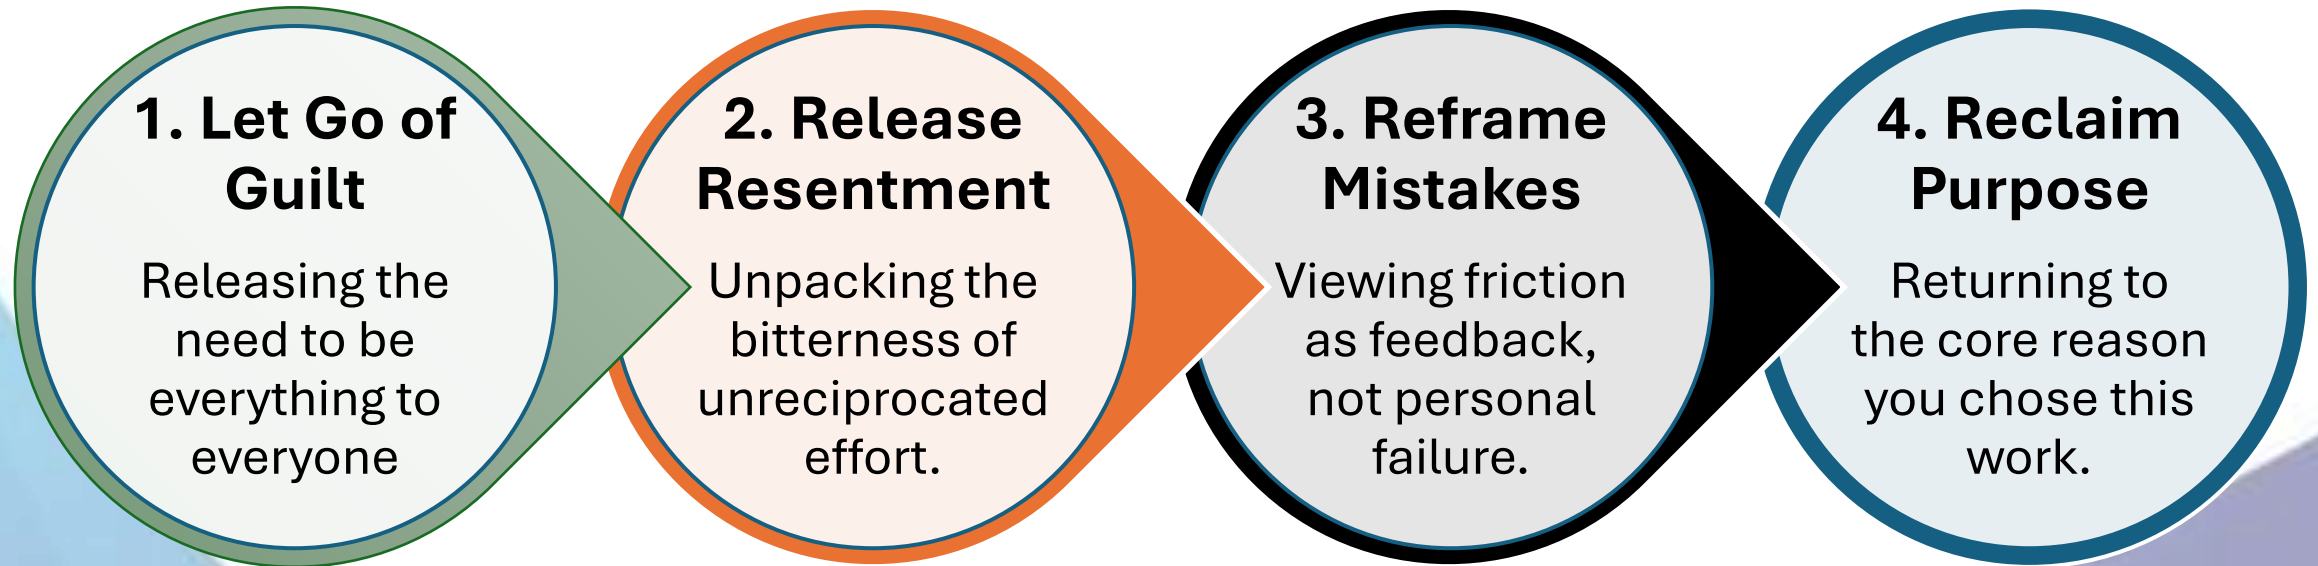 1. Let Go of
Guilt
Releasing the
need to be
everything to
everyone
2. Release
Resentment
Unpacking the
bitterness of
unreciprocated
effort.
3. Reframe
Mistakes
Viewing friction
as feedback,
not personal
failure.
4. Reclaim
Purpose
Returning to
the core reason
you chose this
work.